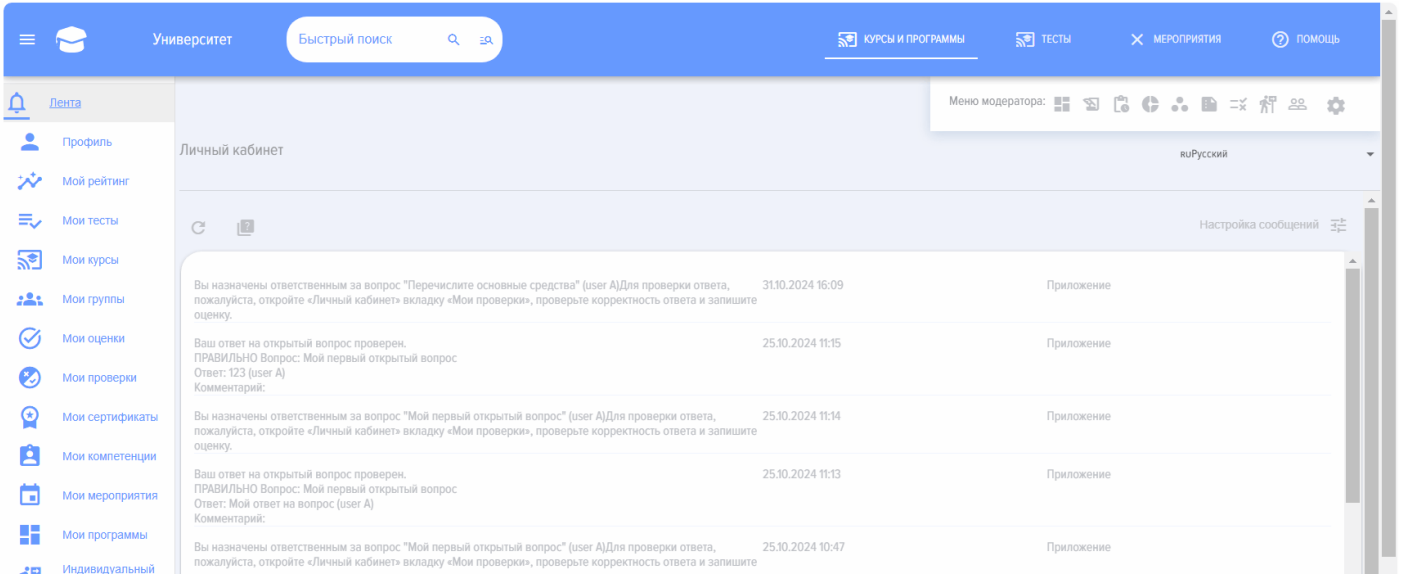 Университет
Быстрый поиск
КУРСЫ И ПРОГРАММЫ
ТЕСТЫ
МЕРОПРИЯТИЯ
ПОМОЩЬ
Меню модератора:
Лента
Профиль
Мой рейтинг
Мои тесты
Мои курсы
Мои группы
Мои оценки
Мои проверки
Мои сертификаты
Мои компетенции
Мои мероприятия
Мои программы
Индивидуальный
Личный кабинет
RUРусский
Настройка сообщений
Вы назначены ответственным за вопрос "Перечислите основные средства" (user A)Для проверки ответа, 31.10.2024 16:09 Приложение
пожалуйста, откройте «Личный кабинет» вкладку «Мои проверки», проверьте корректность ответа и запишите
оценку.
Ваш ответ на открытый вопрос проверен. 25.10.2024 11:15 Приложение
ПРАВИЛЬНО Вопрос: Мой первый открытый вопрос
Ответ: 123 (user A)
Комментарий:
Вы назначены ответственным за вопрос "Мой первый открытый вопрос" (user A)Для проверки ответа, 25.10.2024 11:14 Приложение
пожалуйста, откройте «Личный кабинет» вкладку «Мои проверки», проверьте корректность ответа и запишите
оценку.
Ваш ответ на открытый вопрос проверен. 25.10.2024 11:13 Приложение
ПРАВИЛЬНО Вопрос: Мой первый открытый вопрос
Ответ: Мой ответ на вопрос (user A)
Комментарий:
Вы назначены ответственным за вопрос "Мой первый открытый вопрос" (user A)Для проверки ответа, 25.10.2024 10:47 Приложение
пожалуйста, откройте «Личный кабинет» вкладку «Мои проверки», проверьте корректность ответа и запишите